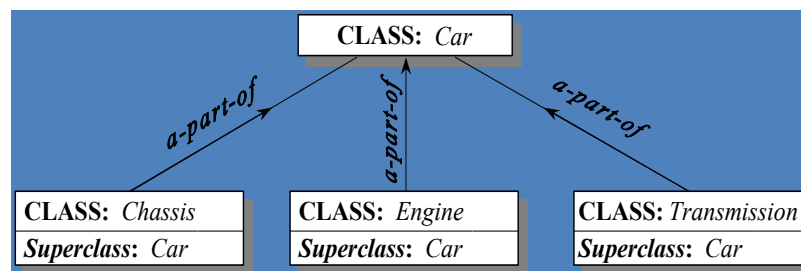 CLASS: Car
a-part-of
a-part-of
a-part-of
CLASS: Chassis
Superclass: Car
CLASS: Engine
Superclass: Car
CLASS: Transmission
Superclass: Car